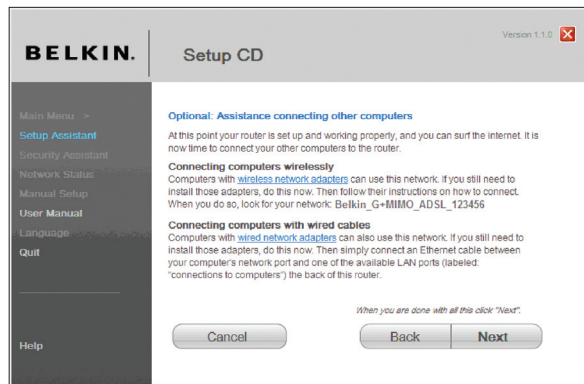 Version 1.1.0
BELKIN.
Setup CD
Main Menu >
Setup Assistant
Security Assistant
Network Status
Manual Setup
User Manual
Language
Quit
Help
Optional: Assistance connecting other computers
At this point your router is set up and working properly, and you can surf the internet. It is
now time to connect your other computers to the router.
Connecting computers wirelessly
Computers with wireless network adapters can use this network. If you still need to
install those adapters, do this now. Then follow their instructions on how to connect.
When you do so, look for your network: Belkin_G+MIMO_ADSL_123456
Connecting computers with wired cables
Computers with wired network adapters can also use this network. If you still need to
install those adapters, do this now. Then simply connect an Ethernet cable between
your computer's network port and one of the available LAN ports (labeled:
"connections to computers") the back of this router.
When you are done with all this click "Next".
Cancel
Back
Next